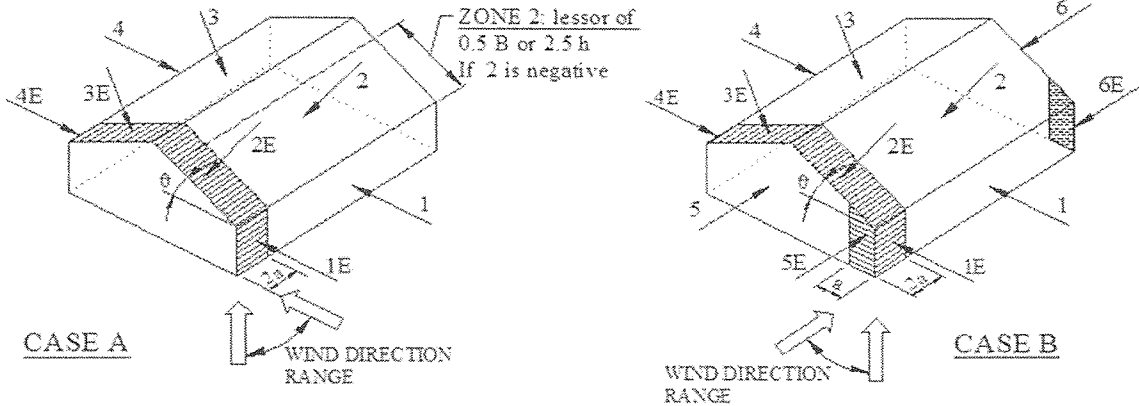 4
3
ZONE 2: lessor of
0.5 B or 2.5 h
If 2 is negative
4E
3E
2
2E
θ
1
1E
2a
CASE A
WIND DIRECTION
RANGE
4
3
6
4E
3E
2
6E
2E
θ
5
1
5E
1E
a
2a
CASE B
WIND DIRECTION
RANGE